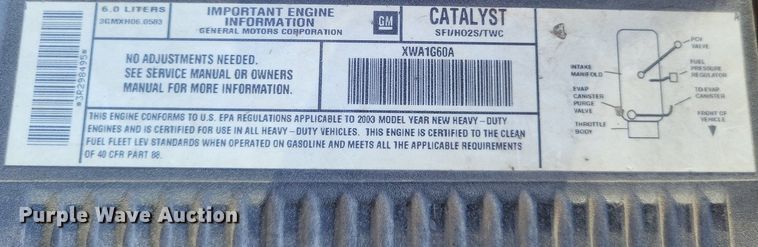 6.0 LITERS
3GMXH06.0583
*3R298495*
IMPORTANT ENGINE
INFORMATION
GENERAL MOTORS CORPORATION
GM
CATALYST
SFI/HO2S/TWC
NO ADJUSTMENTS NEEDED.
SEE SERVICE MANUAL OR OWNERS
MANUAL FOR MORE INFORMATION.
XWA1G60A
THIS ENGINE CONFORMS TO U.S. EPA REGULATIONS APPLICABLE TO 2003 MODEL YEAR NEW HEAVY-DUTY
ENGINES AND IS CERTIFIED FOR USE IN ALL HEAVY-DUTY VEHICLES. THIS ENGINE IS CERTIFIED TO THE CLEAN
FUEL FLEET LEV STANDARDS WHEN OPERATED ON GASOLINE AND MEETS ALL THE APPLICABLE REQUIREMENTS
OF 40 CFR PART 88.
PCV
VALVE
INTAKE
MANIFOLD
FUEL
PRESSURE
REGULATOR
EVAP
CANISTER
PURGE
VALVE
TO EVAP
CANISTER
THROTTLE
BODY
FRONT OF
VEHICLE
Purple Wave Auction